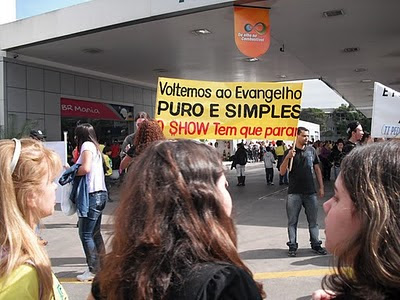 Voltemos ao Evangelho
PURO E SIMPLES
O SHOW Tem que parar
BR Mania